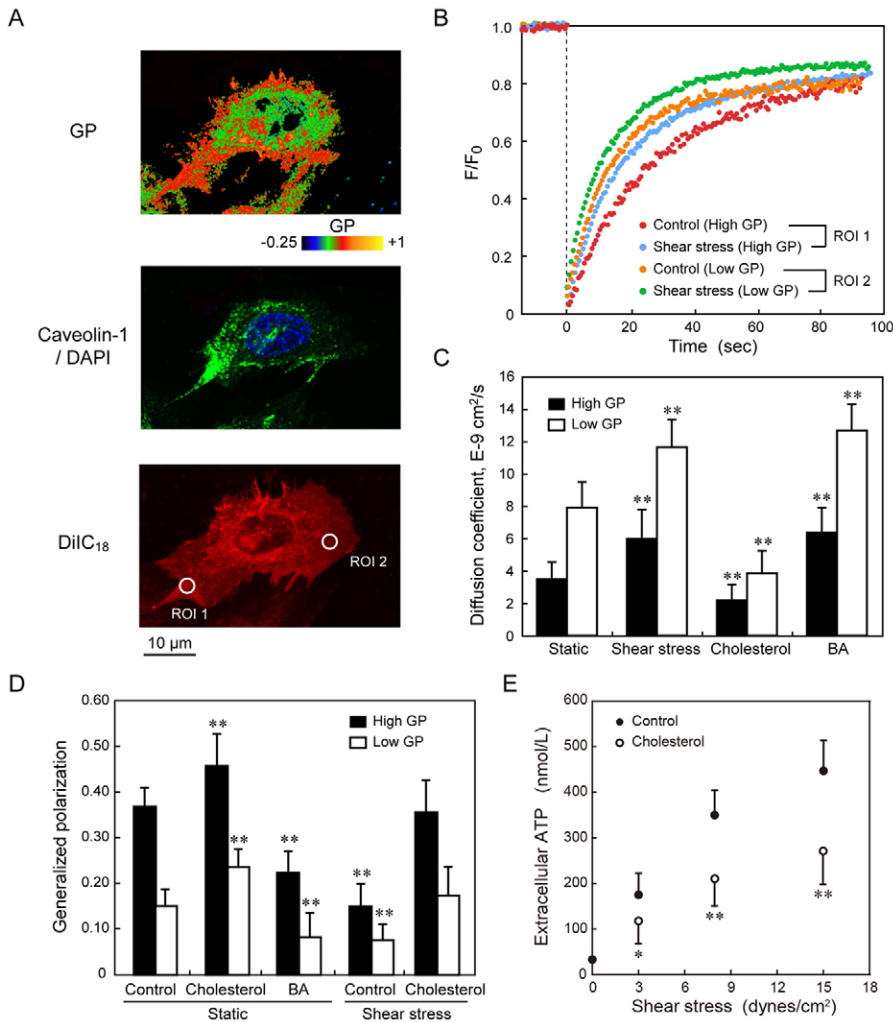 A
GP
GP
-0.25 +1
Caveolin-1
/ DAPI
DiIC18
ROI 1
ROI 2
10 μm
B
F/F0
1.0
0.8
0.6
0.4
0.2
0
0 20 40 60 80 100
Time (sec)
Control (High GP)
Shear stress (High GP)
ROI 1
Control (Low GP)
Shear stress (Low GP)
ROI 2
C
Diffusion coefficient, E-9 cm²/s
16
14
12
10
8
6
4
2
0
High GP
Low GP
** ** ** ** ** **
Static Shear stress Cholesterol BA
D
Generalized polarization
0.60
0.50
0.40
0.30
0.20
0.10
0
High GP
Low GP
** ** ** ** ** **
Control Cholesterol BA Control Cholesterol
Static Shear stress
E
Extracellular ATP (nmol/L)
600
500
400
300
200
100
0
Control
Cholesterol
* ** **
0 3 6 9 12 15 18
Shear stress (dynes/cm²)